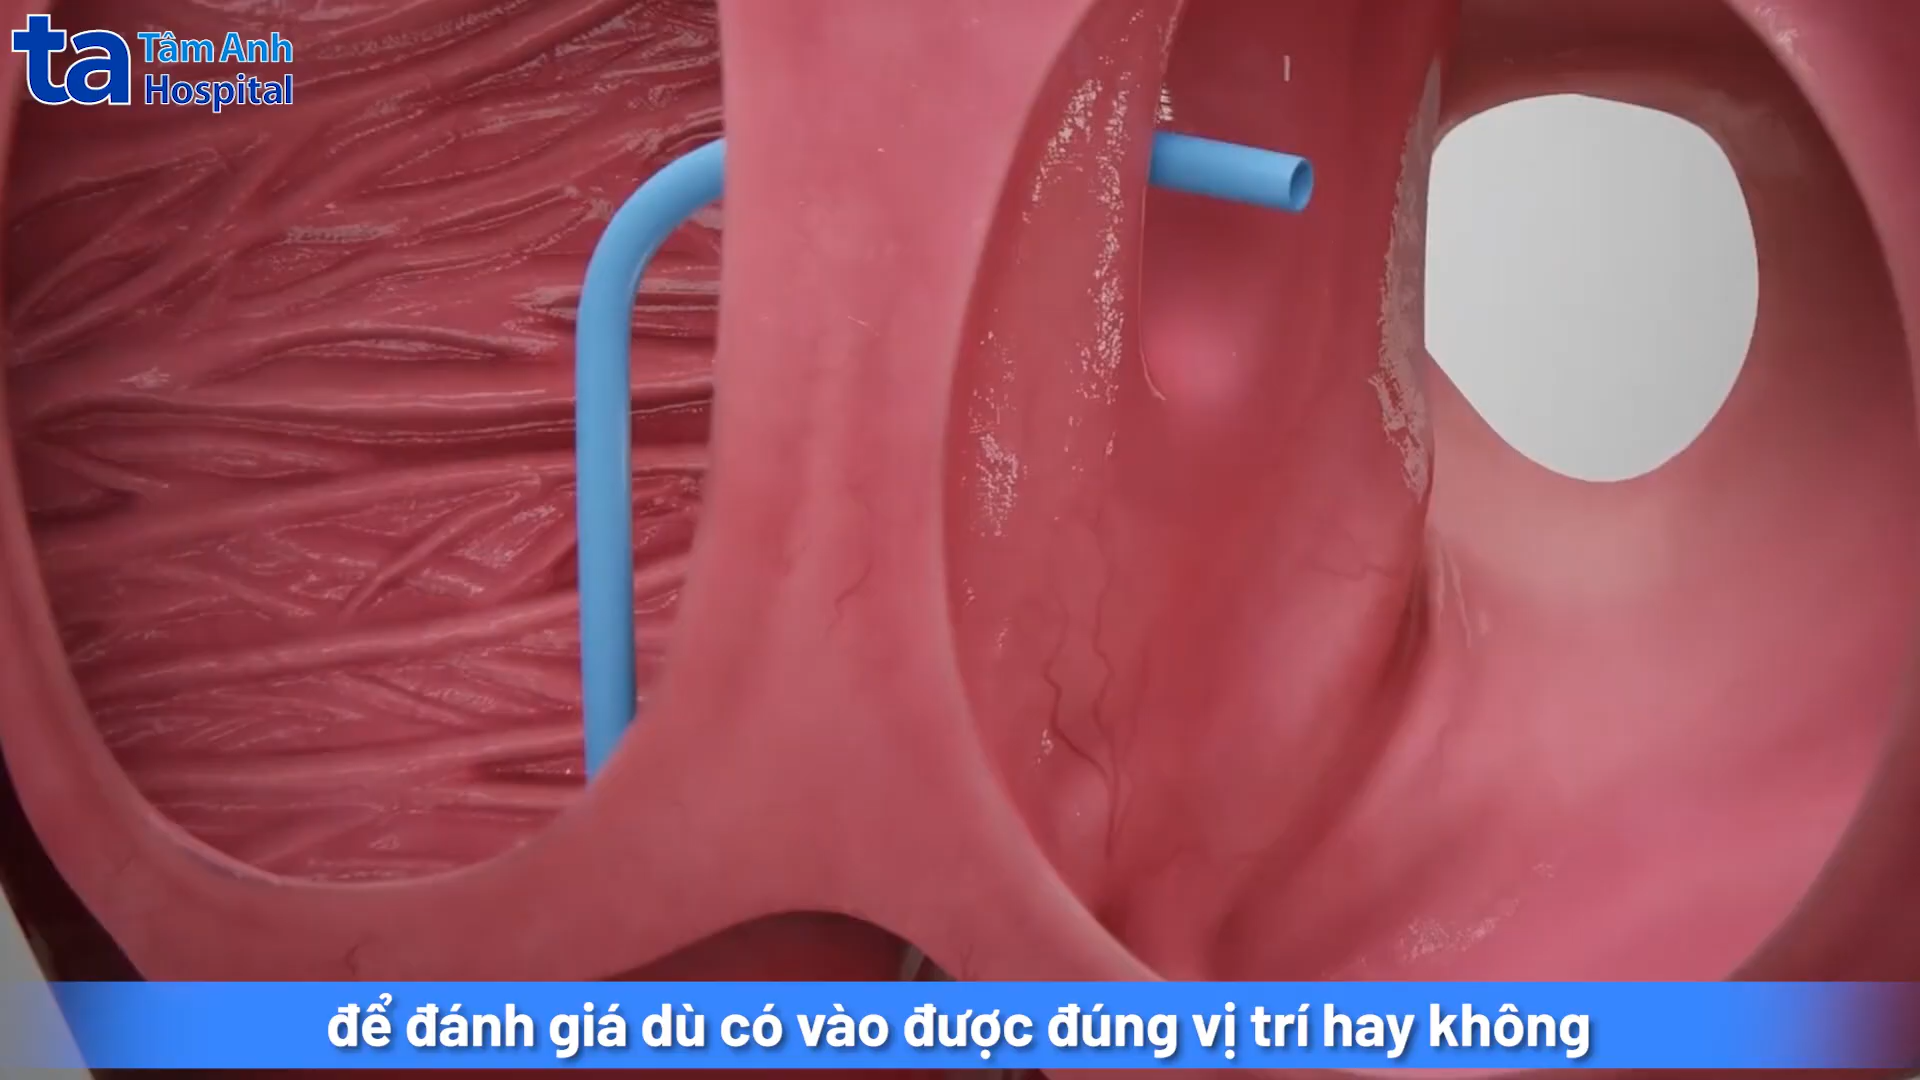 ta Tâm Anh
Hospital
để đánh giá dù có vào được đúng vị trí hay không